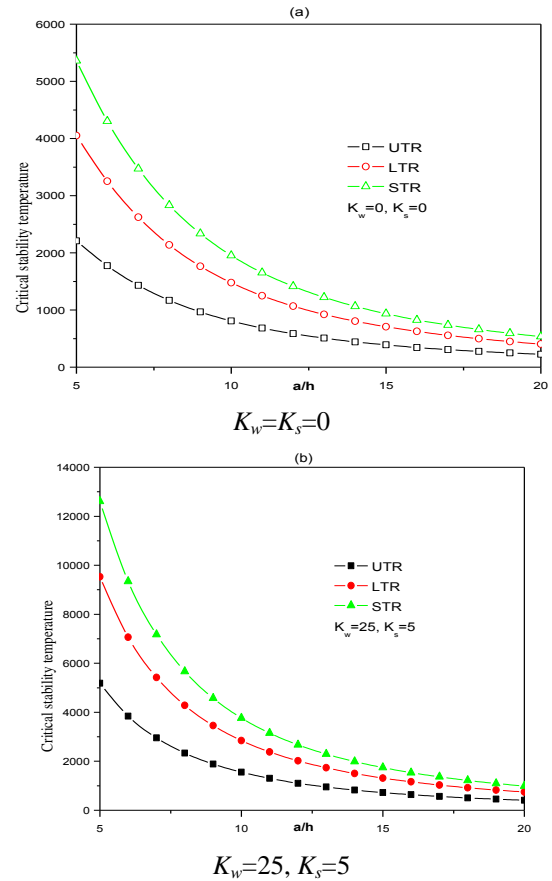 (a)
6000
5000
4000
3000
2000
1000
0
Critical stability temperature
UTR
LTR
STR
K_w=0, K_s=0
5 10 15 20
a/h
K_w=K_s=0
(b)
14000
12000
10000
8000
6000
4000
2000
0
Critical stability temperature
UTR
LTR
STR
K_w=25, K_s=5
5 10 15 20
a/h
K_w=25, K_s=5